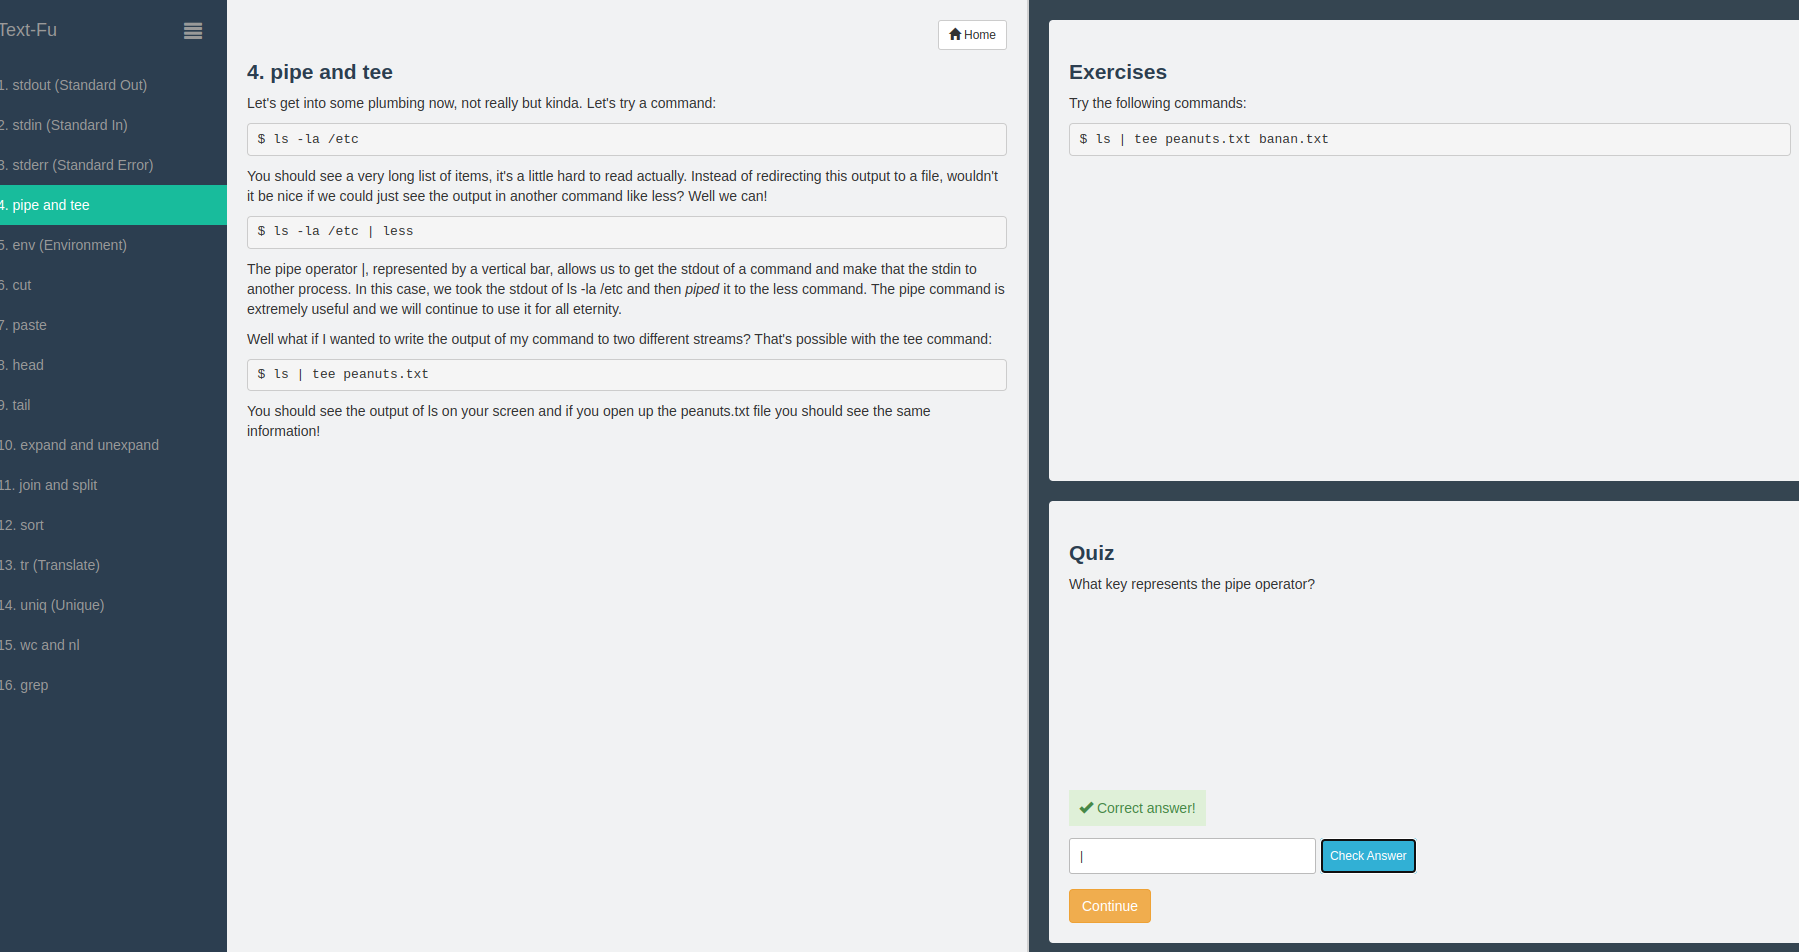 Text-Fu
1. stdout (Standard Out)
2. stdin (Standard In)
3. stderr (Standard Error)
4. pipe and tee
5. env (Environment)
6. cut
7. paste
8. head
9. tail
10. expand and unexpand
11. join and split
12. sort
13. tr (Translate)
14. uniq (Unique)
15. wc and nl
16. grep
Home
4. pipe and tee
Let's get into some plumbing now, not really but kinda. Let's try a command:
$ ls -la /etc
You should see a very long list of items, it's a little hard to read actually. Instead of redirecting this output to a file, wouldn't
it be nice if we could just see the output in another command like less? Well we can!
$ ls -la /etc | less
The pipe operator |, represented by a vertical bar, allows us to get the stdout of a command and make that the stdin to
another process. In this case, we took the stdout of ls -la /etc and then piped it to the less command. The pipe command is
extremely useful and we will continue to use it for all eternity.
Well what if I wanted to write the output of my command to two different streams? That's possible with the tee command:
$ ls | tee peanuts.txt
You should see the output of ls on your screen and if you open up the peanuts.txt file you should see the same
information!
Exercises
Try the following commands:
$ ls | tee peanuts.txt banan.txt
Quiz
What key represents the pipe operator?
Correct answer!
|
Check Answer
Continue